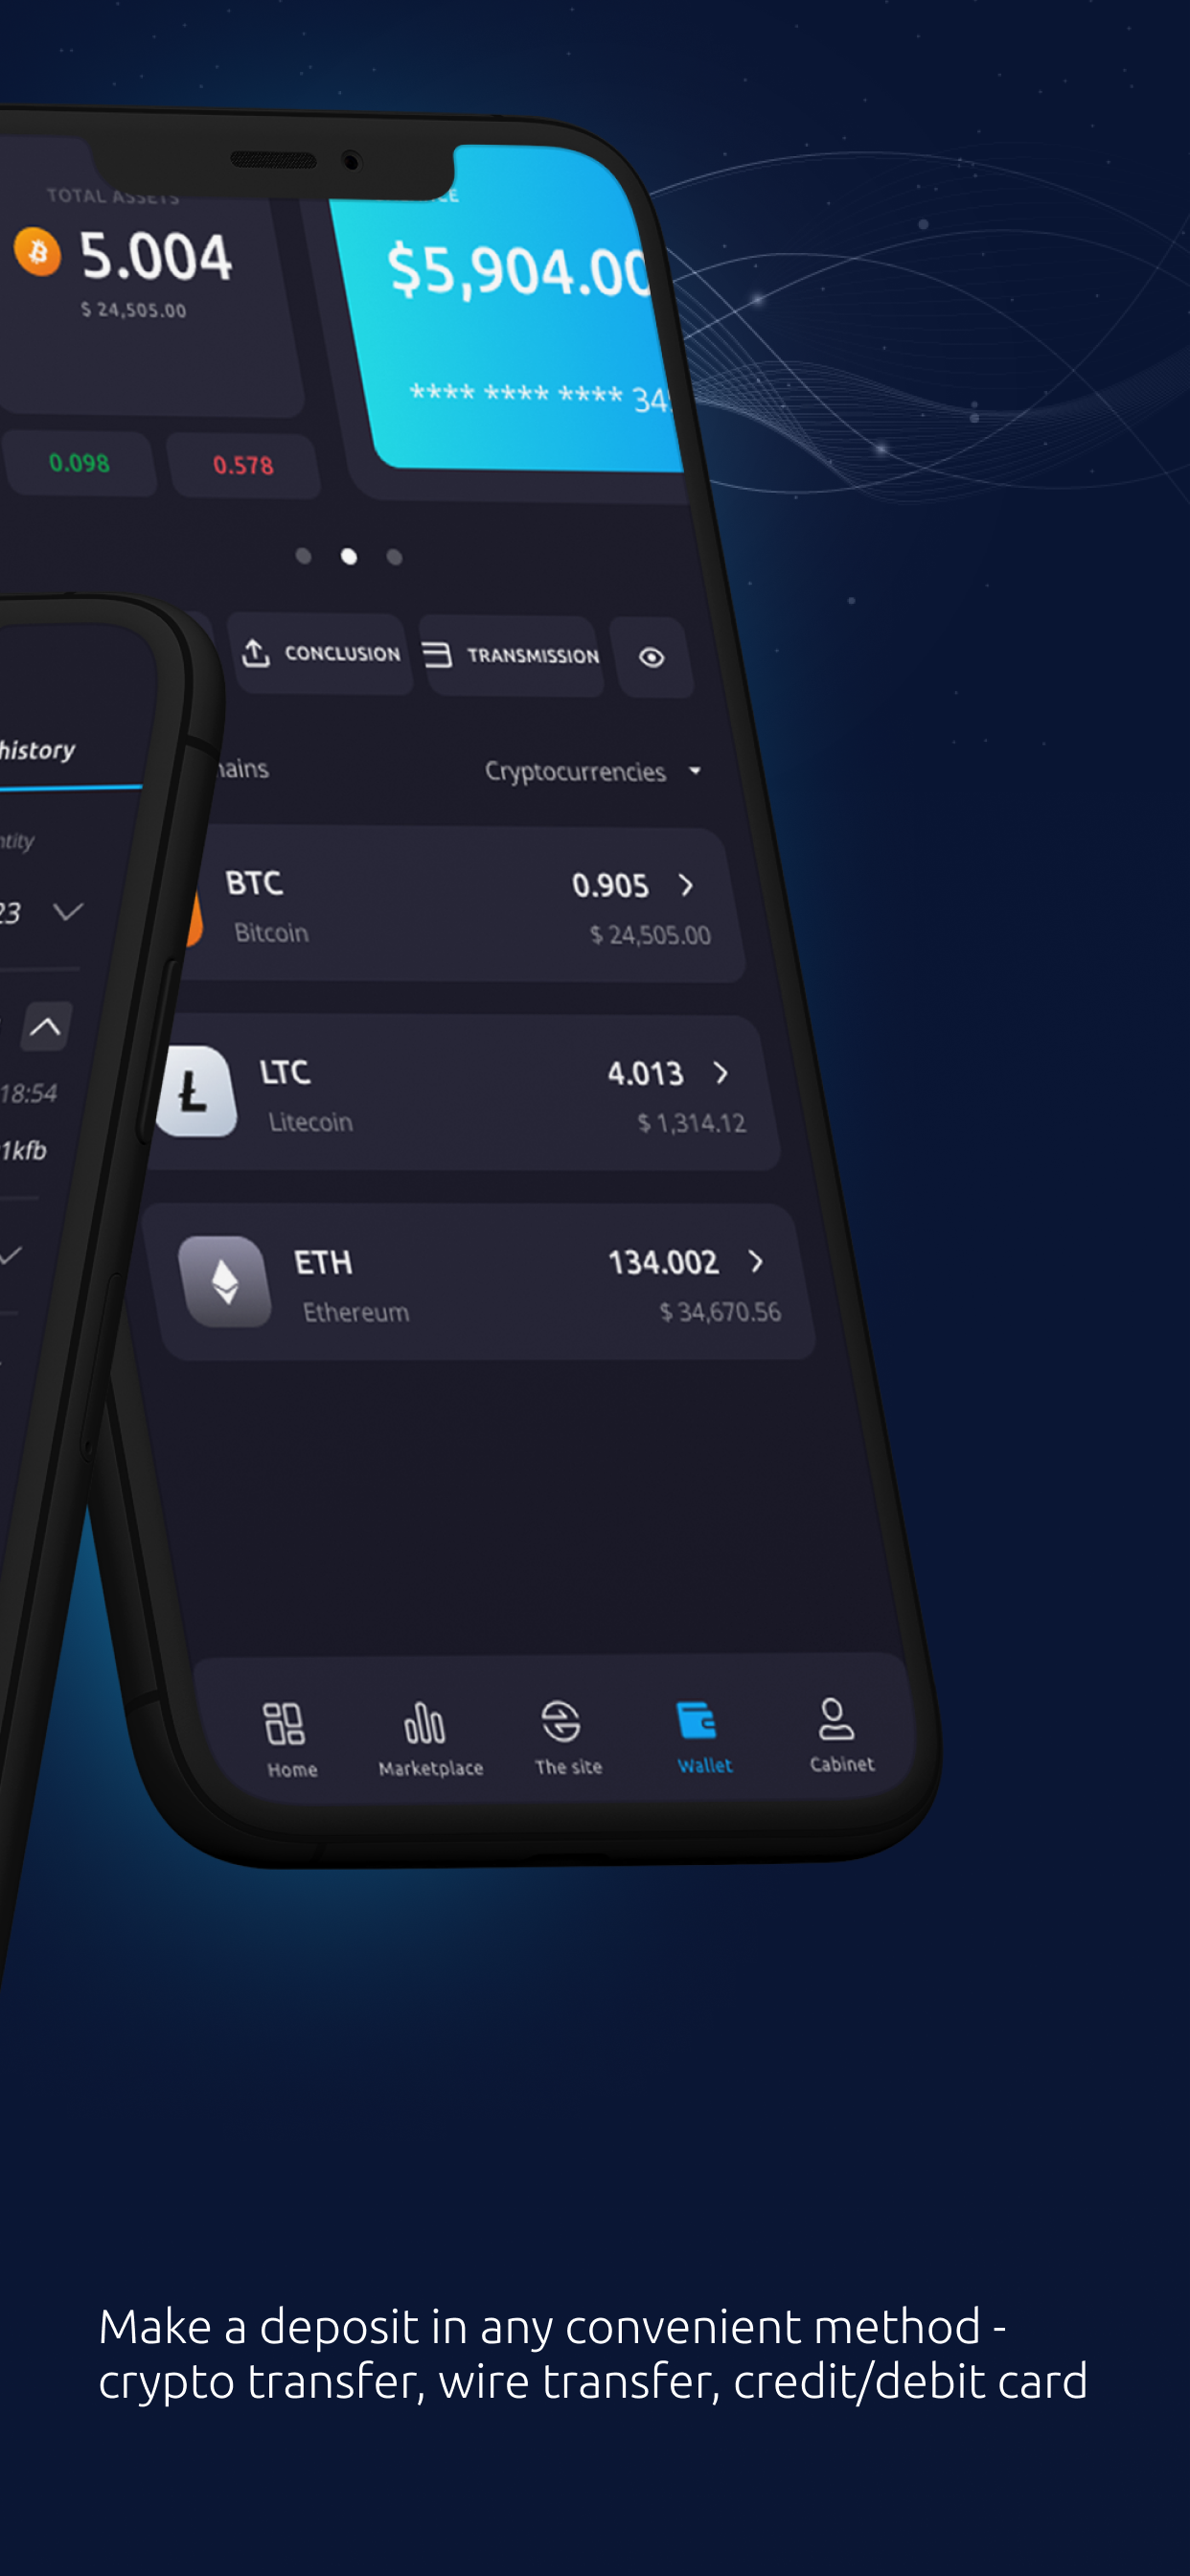 TOTAL ASSETS
5.004
$ 24,505.00
$5,904.00
**** **** **** 34
0.098
0.578
CONCLUSION
TRANSMISSION
history
Cryptocurrencies
BTC
0.905
Bitcoin
$ 24,505.00
18:54
1kfb
LTC
4.013
Litecoin
$ 1,314.12
ETH
134.002
Ethereum
$ 34,670.56
Home
Marketplace
The site
Wallet
Cabinet
Make a deposit in any convenient method -
crypto transfer, wire transfer, credit/debit card